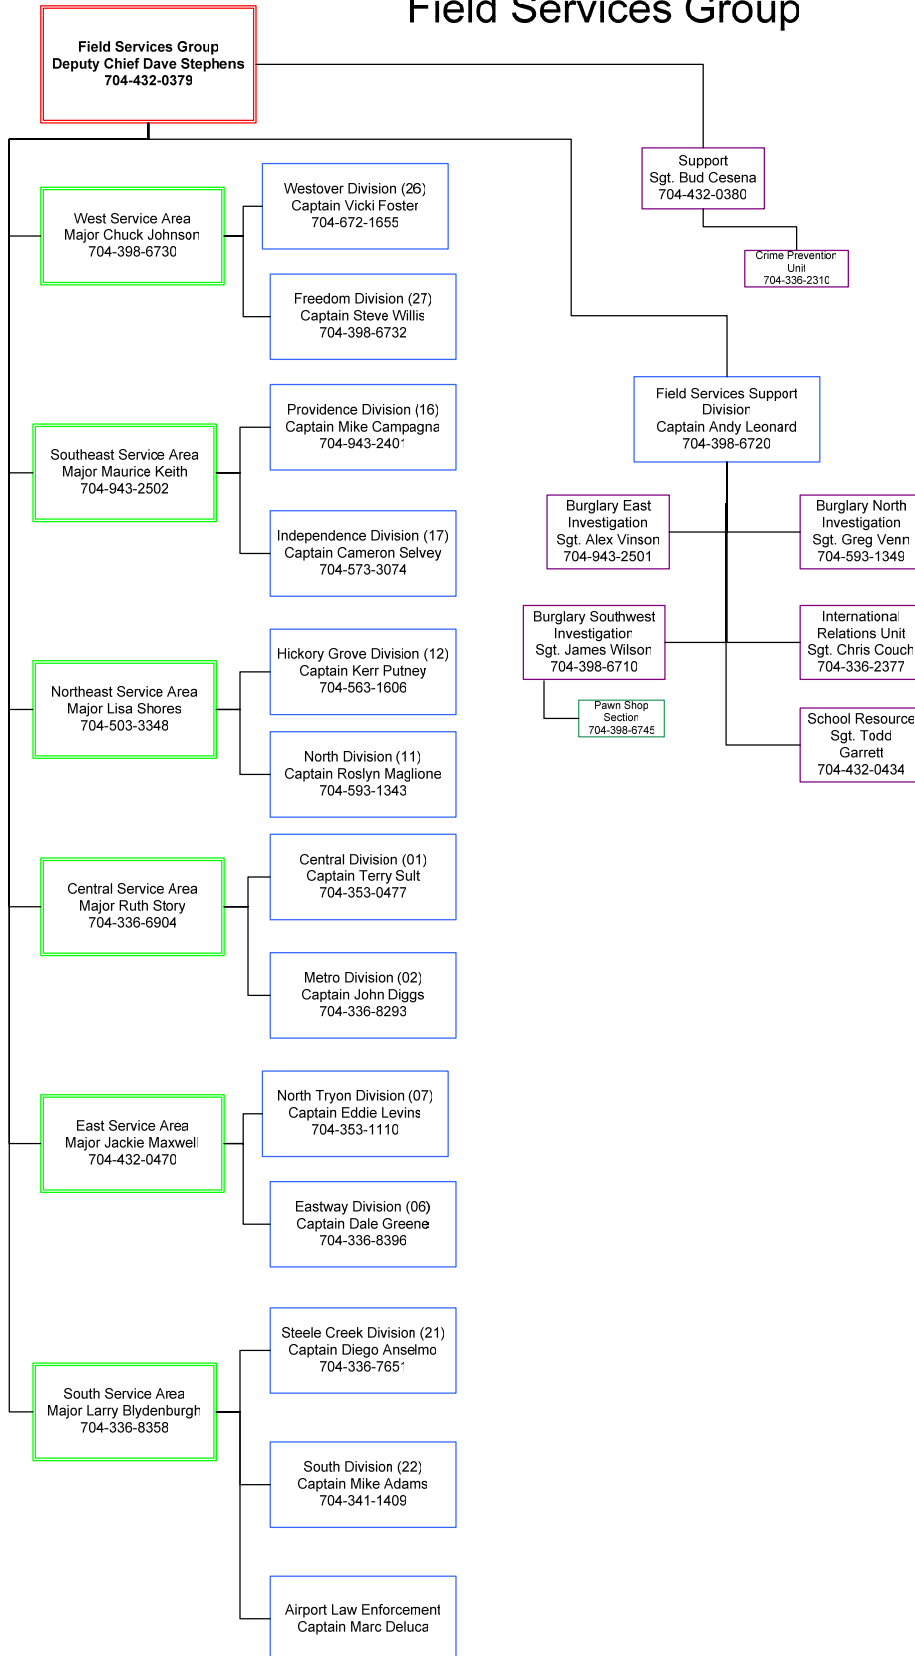 Field Services Group
Field Services Group
Deputy Chief Dave Stephens
704-432-0379
Support
Sgt. Bud Cesena
704-432-0380
Crime Prevention
Unit
704-336-2310
West Service Area
Major Chuck Johnson
704-398-6730
Westover Division (26)
Captain Vicki Foster
704-672-1655
Freedom Division (27)
Captain Steve Willis
704-398-6732
Southeast Service Area
Major Maurice Keith
704-943-2502
Providence Division (16)
Captain Mike Campagna
704-943-2401
Independence Division (17)
Captain Cameron Selvey
704-573-3074
Northeast Service Area
Major Lisa Shores
704-503-3348
Hickory Grove Division (12)
Captain Kerr Putney
704-563-1606
North Division (11)
Captain Roslyn Maglione
704-593-1343
Central Service Area
Major Ruth Story
704-336-6904
Central Division (01)
Captain Terry Sult
704-353-0477
Metro Division (02)
Captain John Diggs
704-336-8293
East Service Area
Major Jackie Maxwell
704-432-0470
North Tryon Division (07)
Captain Eddie Levins
704-353-1110
Eastway Division (06)
Captain Dale Greene
704-336-8396
South Service Area
Major Larry Blydenburgh
704-336-8358
Steele Creek Division (21)
Captain Diego Anselmo
704-336-7651
South Division (22)
Captain Mike Adams
704-341-1409
Airport Law Enforcement
Captain Marc Deluca
Field Services Support
Division
Captain Andy Leonard
704-398-6720
Burglary East
Investigation
Sgt. Alex Vinson
704-943-2501
Burglary North
Investigation
Sgt. Greg Venn
704-593-1349
Burglary Southwest
Investigation
Sgt. James Wilson
704-398-6710
International
Relations Unit
Sgt. Chris Couch
704-336-2377
Pawn Shop
Section
704-398-6745
School Resource
Sgt. Todd
Garrett
704-432-0434